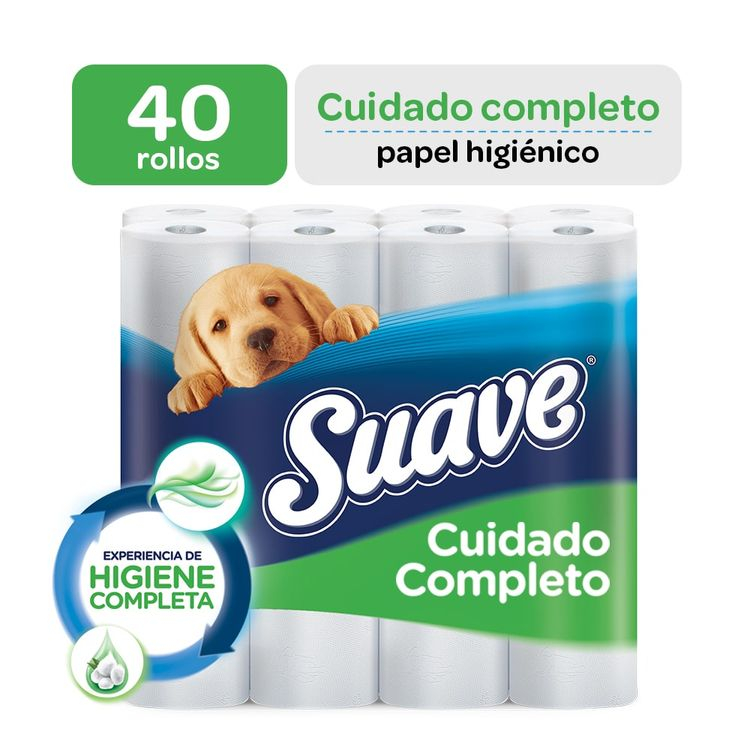 40
rollos
Cuidado completo
papel higiénico
Suave®
Cuidado
Completo
EXPERIENCIA DE
HIGIENE
COMPLETA